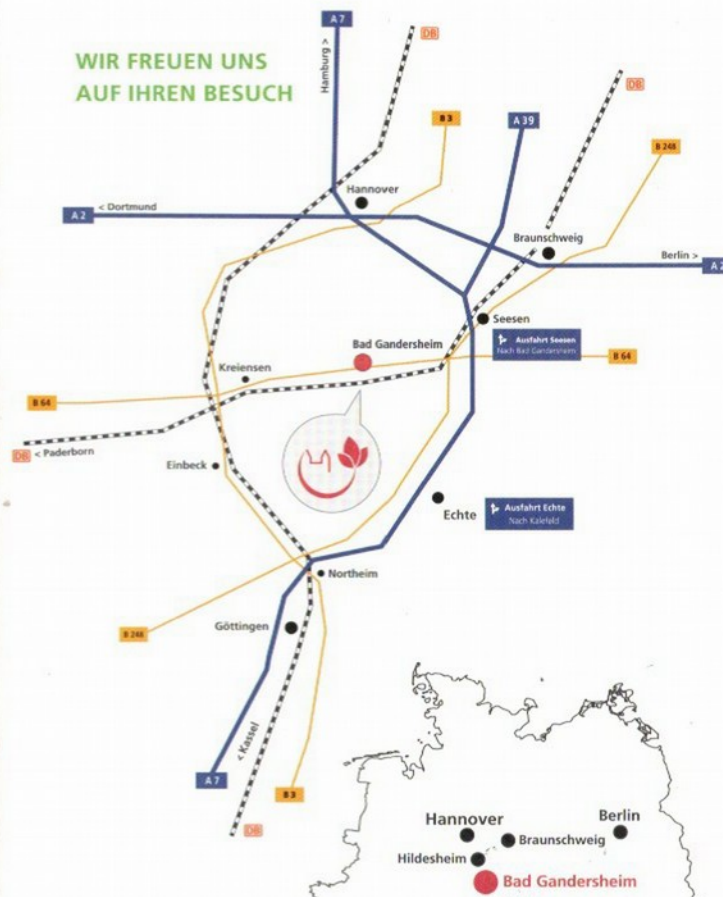 A 7
Hamburg >
DB
WIR FREUEN UNS
AUF IHREN BESUCH
DB
B 3
A 39
B 248
Hannover
A 2
< Dortmund
Braunschweig
Berlin >
A 2
Seesen
Ausfahrt Seesen
Nach Bad Gandersheim
B 64
Bad Gandersheim
Kreiensen
B 64
DB
< Paderborn
Einbeck
Echte
Ausfahrt Echte
Nach Kalefeld
Northeim
B 248
Göttingen
< Kassel
A 7
B 3
DB
Hannover
Berlin
Braunschweig
Hildesheim
Bad Gandersheim